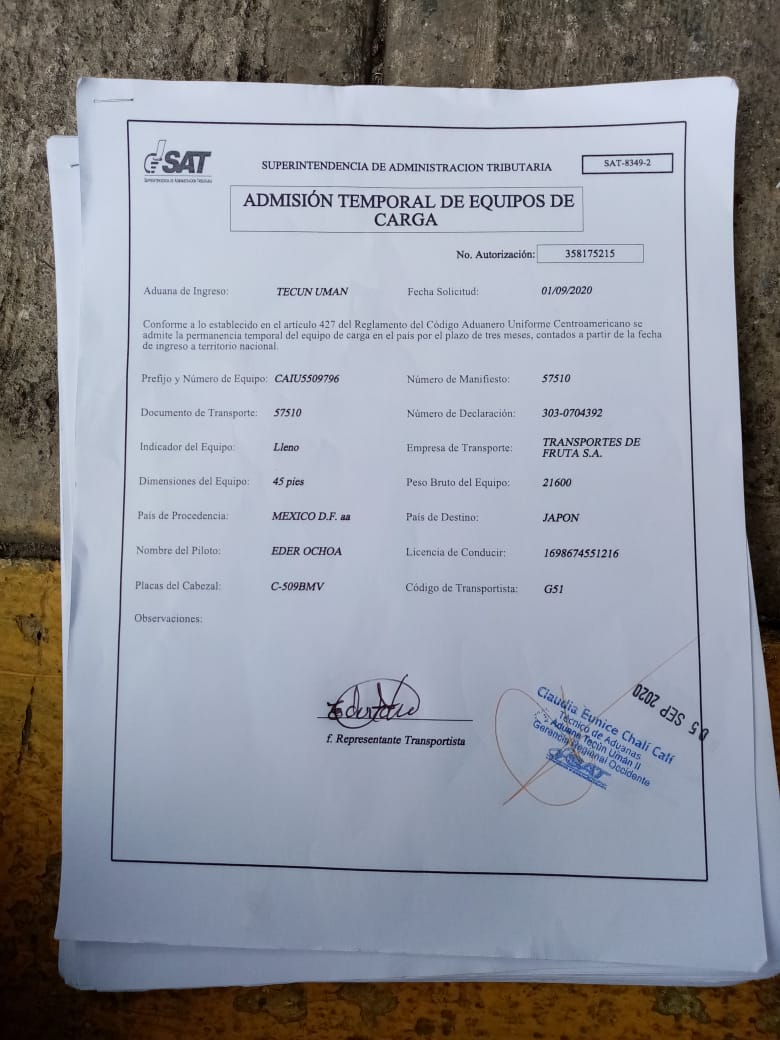 SAT
SUPERINTENDENCIA DE ADMINISTRACION TRIBUTARIA
SUPERINTENDENCIA DE ADMINISTRACION TRIBUTARIA
SAT-8349-2
ADMISIÓN TEMPORAL DE EQUIPOS DE
CARGA
No. Autorización: 358175215
Aduana de Ingreso: TECUN UMAN Fecha Solicitud: 01/09/2020
Conforme a lo establecido en el artículo 427 del Reglamento del Código Aduanero Uniforme Centroamericano se
admite la permanencia temporal del equipo de carga en el país por el plazo de tres meses, contados a partir de la fecha
de ingreso a territorio nacional.
Prefijo y Número de Equipo: CAIU5509796 Número de Manifiesto: 57510
Documento de Transporte: 57510 Número de Declaración: 303-0704392
Indicador del Equipo: Lleno Empresa de Transporte: TRANSPORTES DE
FRUTA S.A.
Dimensiones del Equipo: 45 pies Peso Bruto del Equipo: 21600
País de Procedencia: MEXICO D.F. aa País de Destino: JAPON
Nombre del Piloto: EDER OCHOA Licencia de Conducir: 1698674551216
Placas del Cabezal: C-509BMV Código de Transportista: G51
Observaciones:
f. Representante Transportista
Claudia Eunice Chalí Calí
Técnico de Aduanas
Aduana Tecún Umán II
Gerencia Regional Occidente
SAT
05 SEP 2020